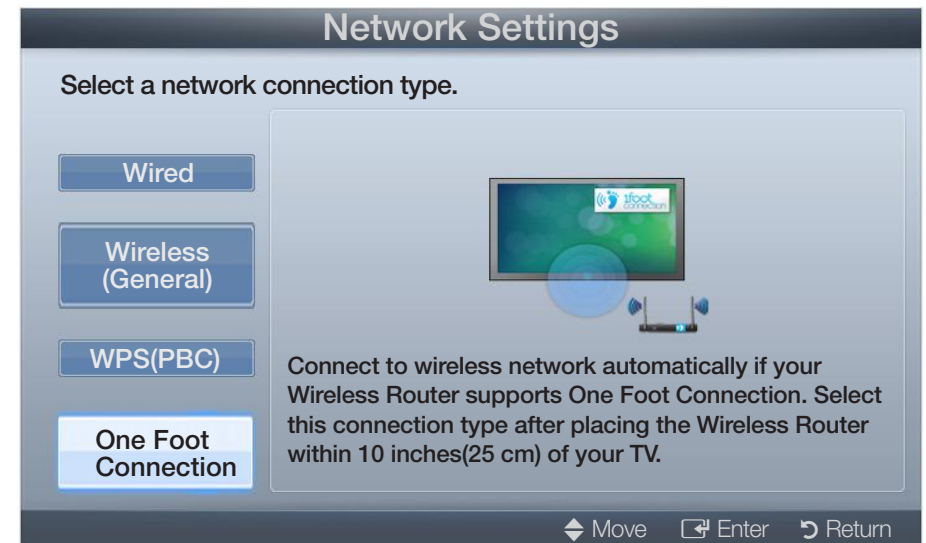 Network Settings
Select a network connection type.
Wired
Wireless
(General)
WPS(PBC)
One Foot
Connection
1foot
connection
Connect to wireless network automatically if your
Wireless Router supports One Foot Connection. Select
this connection type after placing the Wireless Router
within 10 inches(25 cm) of your TV.
Move Enter Return